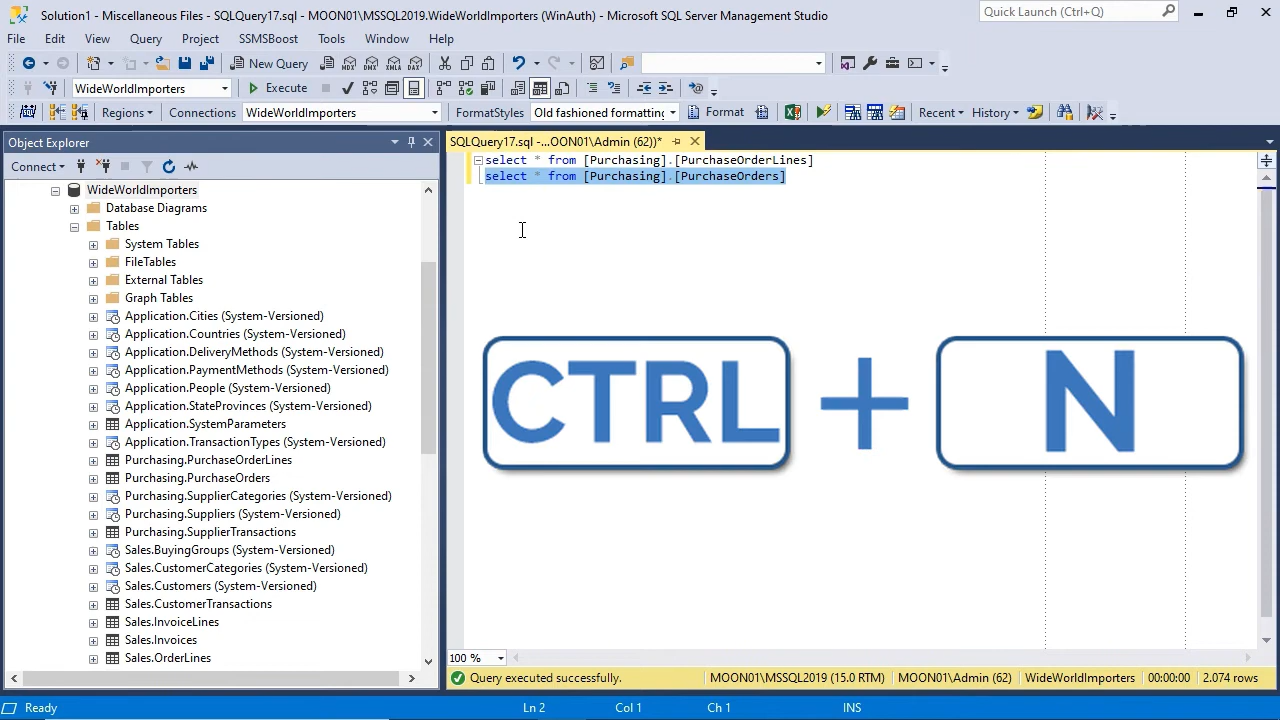 Solution1 - Miscellaneous Files - SQLQuery17.sql - MOON01\MSSQL2019.WideWorldImporters (WinAuth) - Microsoft SQL Server Management Studio
Quick Launch (Ctrl+Q)
File Edit View Query Project SSMSBoost Tools Window Help
New Query
WideWorldImporters Execute
Regions Connections WideWorldImporters FormatStyles Old fashioned formatting Format Recent History
Object Explorer
SQLQuery17.sql -...OON01\Admin (62))*
Connect
WideWorldImporters
Database Diagrams
Tables
System Tables
FileTables
External Tables
Graph Tables
Application.Cities (System-Versioned)
Application.Countries (System-Versioned)
Application.DeliveryMethods (System-Versioned)
Application.PaymentMethods (System-Versioned)
Application.People (System-Versioned)
Application.StateProvinces (System-Versioned)
Application.SystemParameters
Application.TransactionTypes (System-Versioned)
Purchasing.PurchaseOrderLines
Purchasing.PurchaseOrders
Purchasing.SupplierCategories (System-Versioned)
Purchasing.Suppliers (System-Versioned)
Purchasing.SupplierTransactions
Sales.BuyingGroups (System-Versioned)
Sales.CustomerCategories (System-Versioned)
Sales.Customers (System-Versioned)
Sales.CustomerTransactions
Sales.InvoiceLines
Sales.Invoices
Sales.OrderLines
select * from [Purchasing].[PurchaseOrderLines]
select * from [Purchasing].[PurchaseOrders]
CTRL + N
100 %
Query executed successfully. MOON01\MSSQL2019 (15.0 RTM) MOON01\Admin (62) WideWorldImporters 00:00:00 2.074 rows
Ready Ln 2 Col 1 Ch 1 INS